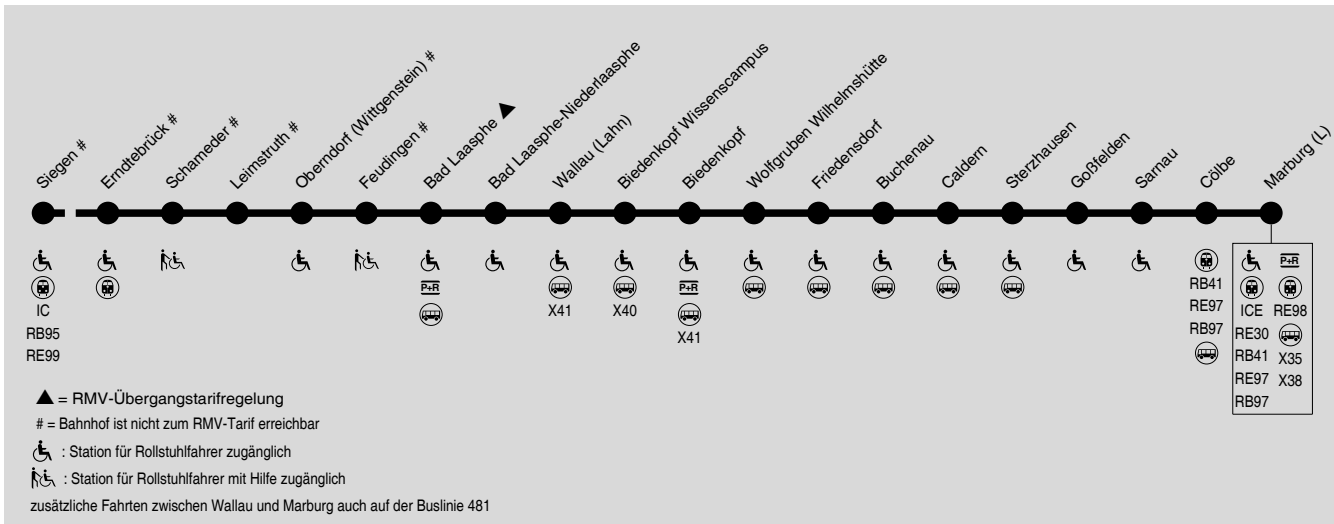 Siegen #
Erndtebrück #
Schameder #
Leimstruth #
Oberndorf (Wittgenstein) #
Feudingen #
Bad Laasphe ▲
Bad Laasphe-Niederlaasphe
Wallau (Lahn)
Biedenkopf Wissenscampus
Biedenkopf
Wolfgruben Wilhelmshütte
Friedensdorf
Buchenau
Caldern
Sterzhausen
Goßfelden
Sarnau
Cölbe
Marburg (L)
IC
RB95
RE99
P+R
X41
X40
P+R
X41
RB41
RE97
RB97
P+R
ICE RE98
RE30
RB41 X35
RE97 X38
RB97
▲ = RMV-Übergangstarifregelung
# = Bahnhof ist nicht zum RMV-Tarif erreichbar
: Station für Rollstuhlfahrer zugänglich
: Station für Rollstuhlfahrer mit Hilfe zugänglich
zusätzliche Fahrten zwischen Wallau und Marburg auch auf der Buslinie 481